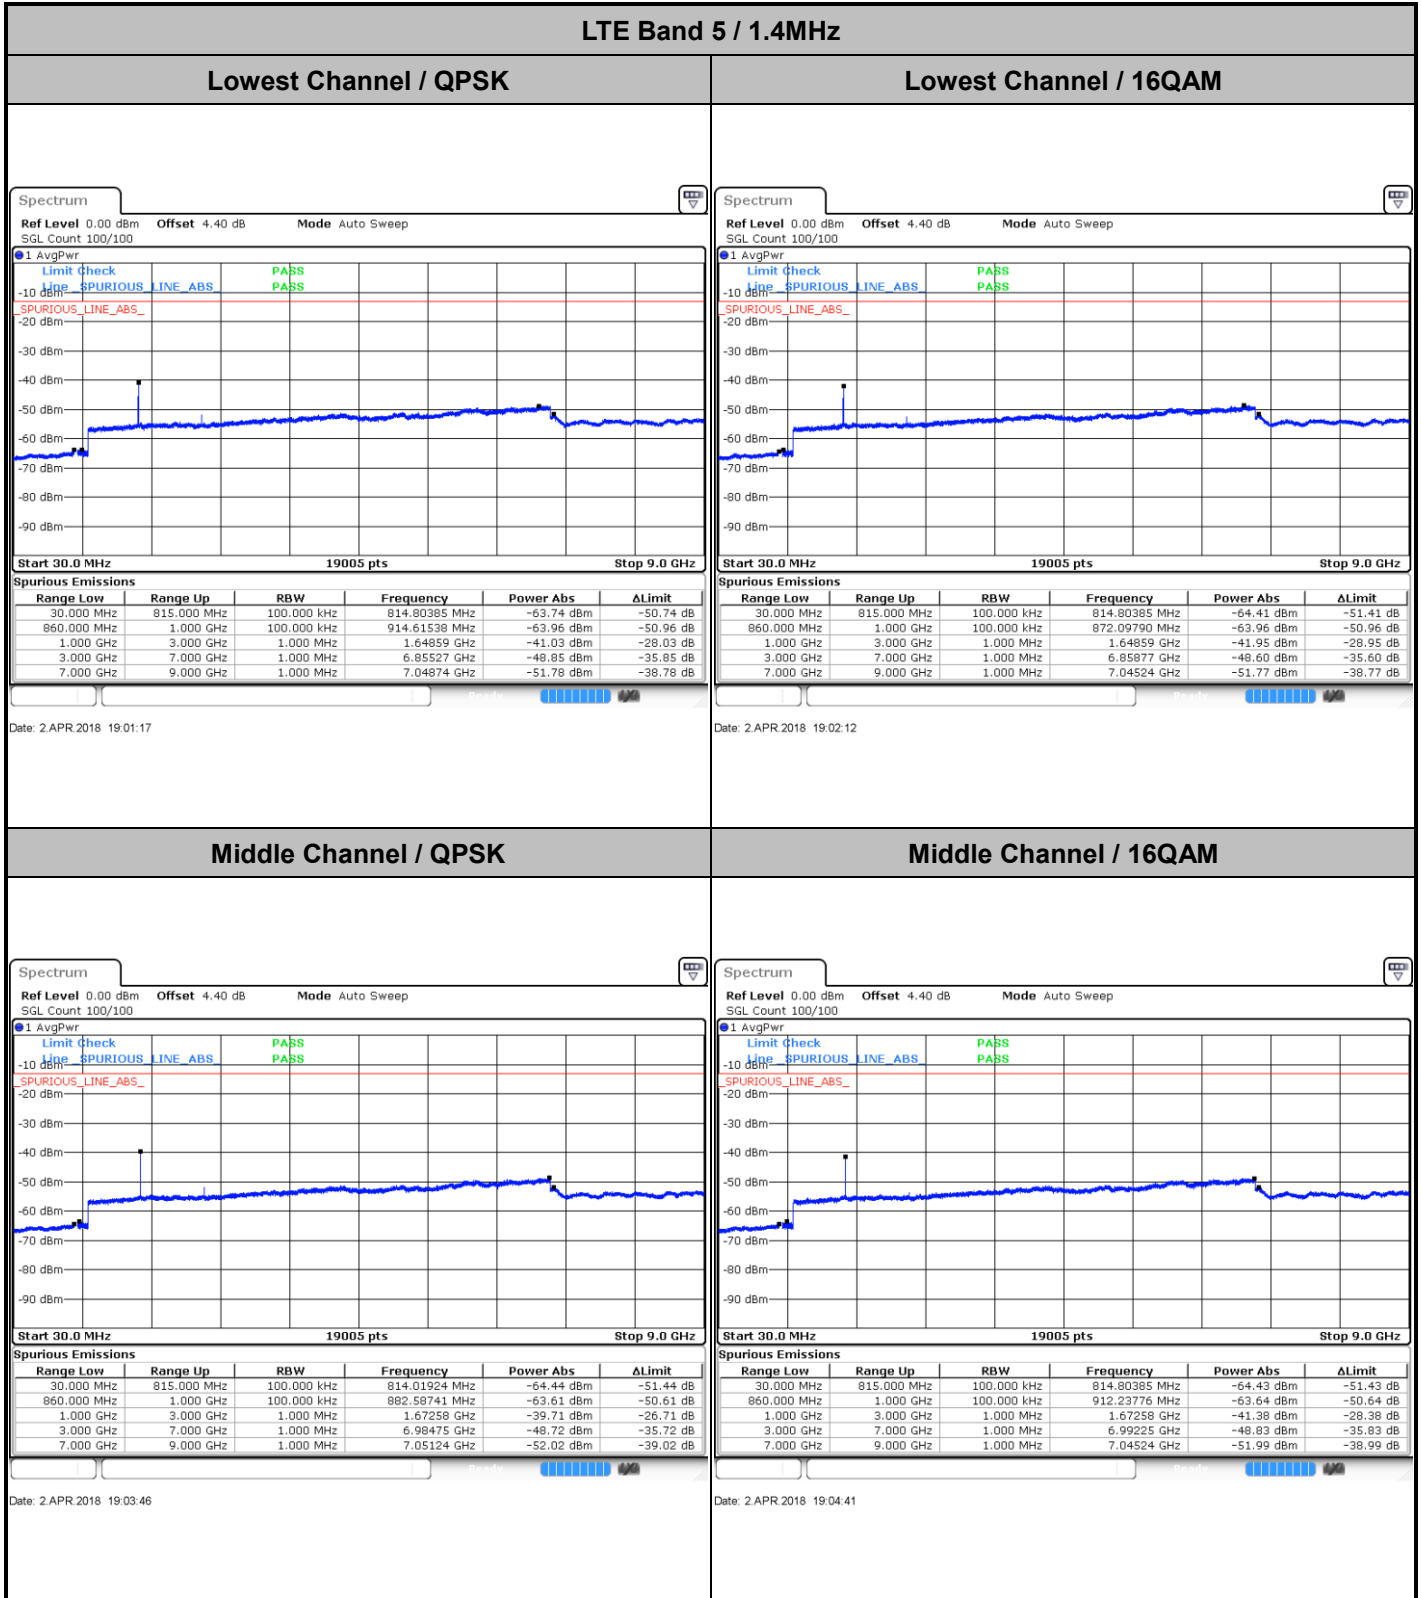 LTE Band 5 / 1.4MHz
Lowest Channel / QPSK
Lowest Channel / 16QAM
Spectrum
Ref Level 0.00 dBm Offset 4.40 dB Mode Auto Sweep
SGL Count 100/100
1 AvgPwr
Limit Check PASS
Line _SPURIOUS_LINE_ABS_ PASS
-10 dBm
_SPURIOUS_LINE_ABS_
-20 dBm
-30 dBm
-40 dBm
-50 dBm
-60 dBm
-70 dBm
-80 dBm
-90 dBm
Start 30.0 MHz 19005 pts Stop 9.0 GHz
Spurious Emissions
Range Low Range Up RBW Frequency Power Abs ΔLimit
30.000 MHz 815.000 MHz 100.000 kHz 814.80385 MHz -63.74 dBm -50.74 dB
860.000 MHz 1.000 GHz 100.000 kHz 914.61538 MHz -63.96 dBm -50.96 dB
1.000 GHz 3.000 GHz 1.000 MHz 1.64859 GHz -41.03 dBm -28.03 dB
3.000 GHz 7.000 GHz 1.000 MHz 6.85527 GHz -48.85 dBm -35.85 dB
7.000 GHz 9.000 GHz 1.000 MHz 7.04874 GHz -51.78 dBm -38.78 dB
Ready
Date: 2.APR.2018 19:01:17
Spectrum
Ref Level 0.00 dBm Offset 4.40 dB Mode Auto Sweep
SGL Count 100/100
1 AvgPwr
Limit Check PASS
Line _SPURIOUS_LINE_ABS_ PASS
-10 dBm
_SPURIOUS_LINE_ABS_
-20 dBm
-30 dBm
-40 dBm
-50 dBm
-60 dBm
-70 dBm
-80 dBm
-90 dBm
Start 30.0 MHz 19005 pts Stop 9.0 GHz
Spurious Emissions
Range Low Range Up RBW Frequency Power Abs ΔLimit
30.000 MHz 815.000 MHz 100.000 kHz 814.80385 MHz -64.41 dBm -51.41 dB
860.000 MHz 1.000 GHz 100.000 kHz 872.09790 MHz -63.96 dBm -50.96 dB
1.000 GHz 3.000 GHz 1.000 MHz 1.64859 GHz -41.95 dBm -28.95 dB
3.000 GHz 7.000 GHz 1.000 MHz 6.85877 GHz -48.60 dBm -35.60 dB
7.000 GHz 9.000 GHz 1.000 MHz 7.04524 GHz -51.77 dBm -38.77 dB
Ready
Date: 2.APR.2018 19:02:12
Middle Channel / QPSK
Middle Channel / 16QAM
Spectrum
Ref Level 0.00 dBm Offset 4.40 dB Mode Auto Sweep
SGL Count 100/100
1 AvgPwr
Limit Check PASS
Line _SPURIOUS_LINE_ABS_ PASS
-10 dBm
_SPURIOUS_LINE_ABS_
-20 dBm
-30 dBm
-40 dBm
-50 dBm
-60 dBm
-70 dBm
-80 dBm
-90 dBm
Start 30.0 MHz 19005 pts Stop 9.0 GHz
Spurious Emissions
Range Low Range Up RBW Frequency Power Abs ΔLimit
30.000 MHz 815.000 MHz 100.000 kHz 814.01924 MHz -64.44 dBm -51.44 dB
860.000 MHz 1.000 GHz 100.000 kHz 882.58741 MHz -63.61 dBm -50.61 dB
1.000 GHz 3.000 GHz 1.000 MHz 1.67258 GHz -39.71 dBm -26.71 dB
3.000 GHz 7.000 GHz 1.000 MHz 6.98475 GHz -48.72 dBm -35.72 dB
7.000 GHz 9.000 GHz 1.000 MHz 7.05124 GHz -52.02 dBm -39.02 dB
Ready
Date: 2.APR.2018 19:03:46
Spectrum
Ref Level 0.00 dBm Offset 4.40 dB Mode Auto Sweep
SGL Count 100/100
1 AvgPwr
Limit Check PASS
Line _SPURIOUS_LINE_ABS_ PASS
-10 dBm
_SPURIOUS_LINE_ABS_
-20 dBm
-30 dBm
-40 dBm
-50 dBm
-60 dBm
-70 dBm
-80 dBm
-90 dBm
Start 30.0 MHz 19005 pts Stop 9.0 GHz
Spurious Emissions
Range Low Range Up RBW Frequency Power Abs ΔLimit
30.000 MHz 815.000 MHz 100.000 kHz 814.80385 MHz -64.43 dBm -51.43 dB
860.000 MHz 1.000 GHz 100.000 kHz 912.23776 MHz -63.64 dBm -50.64 dB
1.000 GHz 3.000 GHz 1.000 MHz 1.67258 GHz -41.38 dBm -28.38 dB
3.000 GHz 7.000 GHz 1.000 MHz 6.99225 GHz -48.83 dBm -35.83 dB
7.000 GHz 9.000 GHz 1.000 MHz 7.04524 GHz -51.99 dBm -38.99 dB
Ready
Date: 2.APR.2018 19:04:41